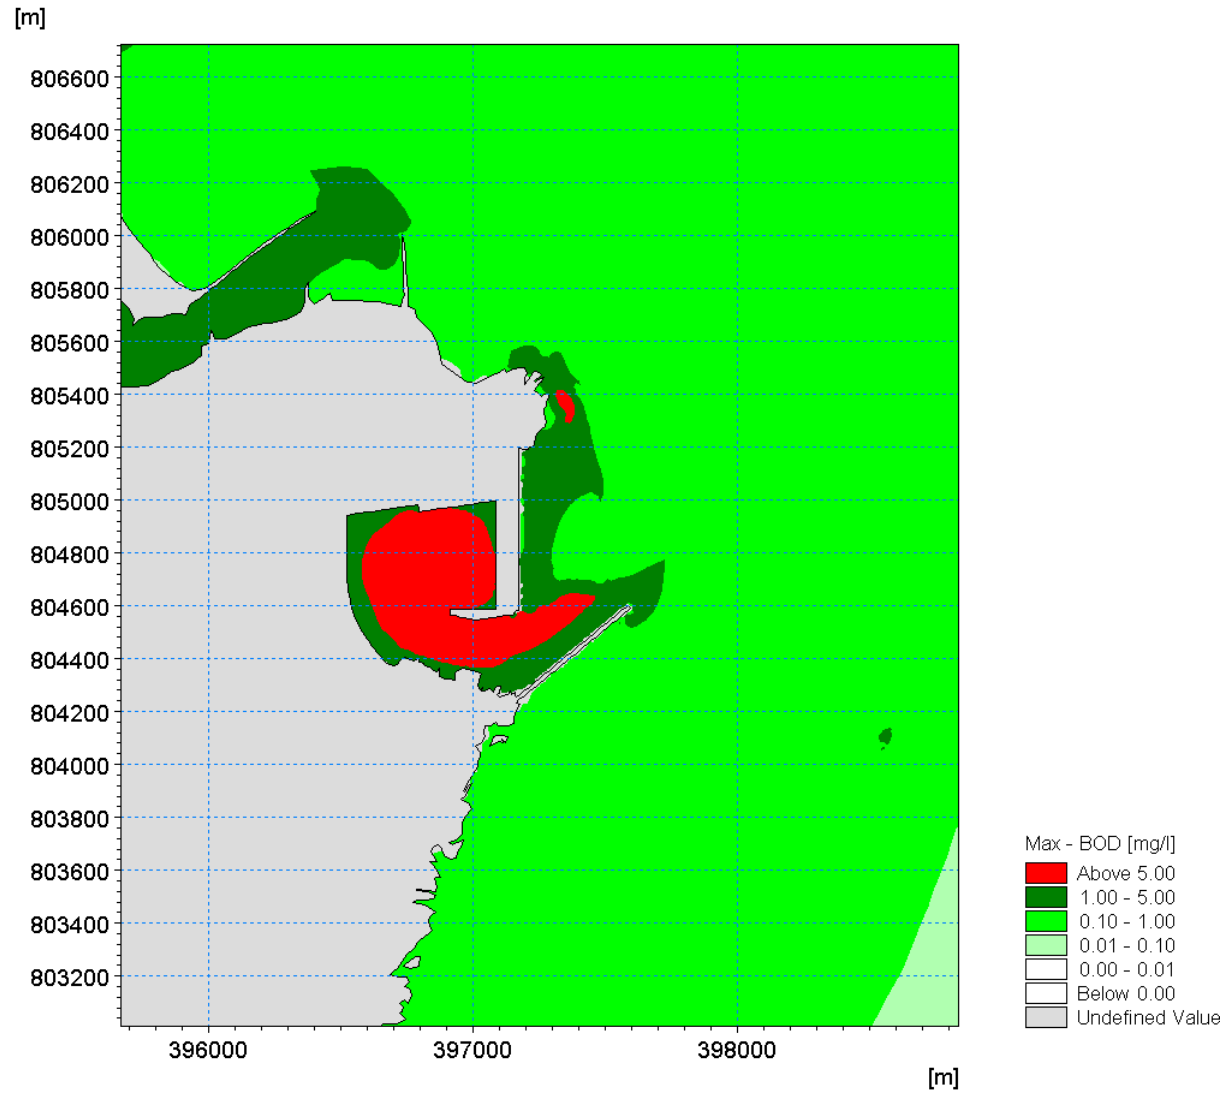 [m]
806600
806400
806200
806000
805800
805600
805400
805200
805000
804800
804600
804400
804200
804000
803800
803600
803400
803200
396000 397000 398000
[m]
Max - BOD [mg/l]
Above 5.00
1.00 - 5.00
0.10 - 1.00
0.01 - 0.10
0.00 - 0.01
Below 0.00
Undefined Value